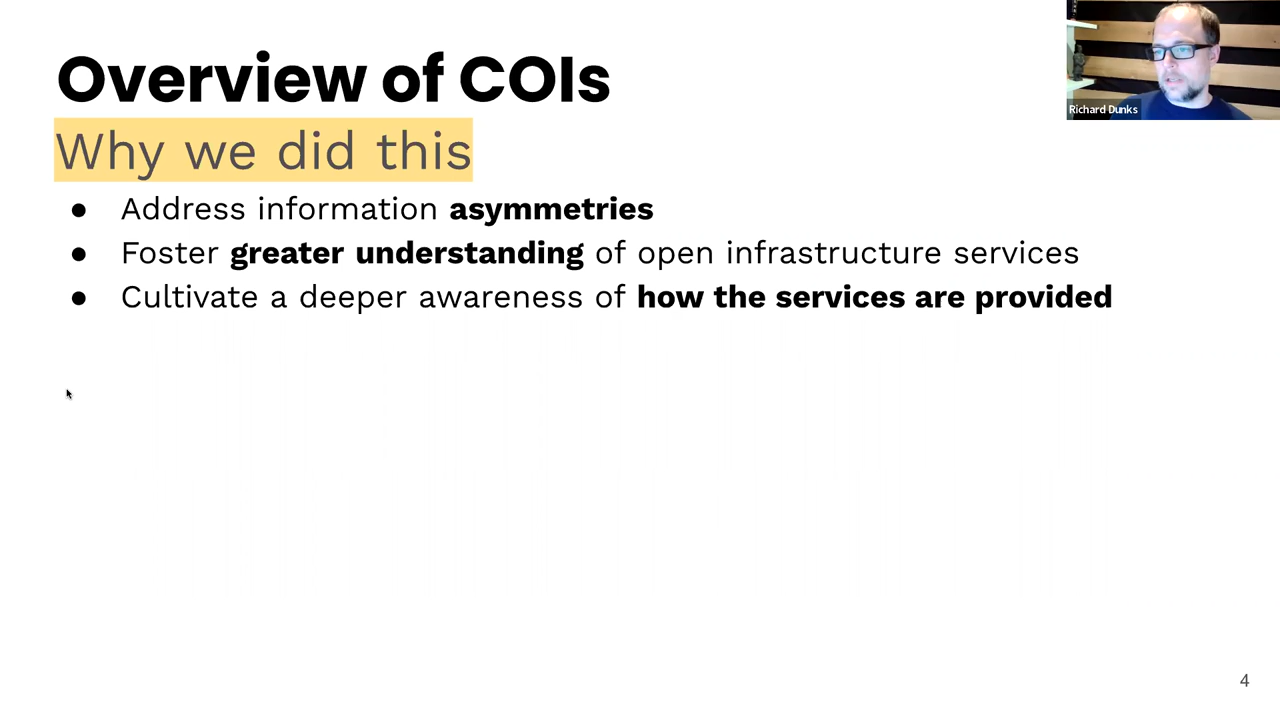 Overview of COIs
Why we did this
● Address information asymmetries
● Foster greater understanding of open infrastructure services
● Cultivate a deeper awareness of how the services are provided
Richard Dunks
4